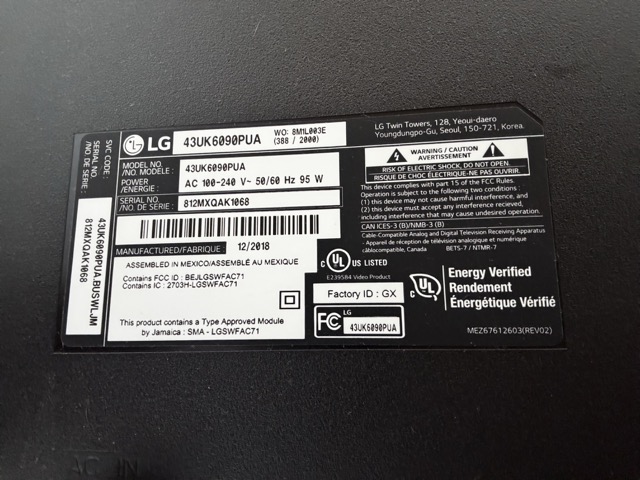 SVC CODE :
43UK6090PUA.BUSWLJM
SERIAL NO.
/NO. DE SERIE :
812MXQAK1068
LG 43UK6090PUA WO: 8M1L003E
(388 / 2000)
MODEL NO.
/NO. MODELE : 43UK6090PUA
POWER
/ENERGIE : AC 100-240 V~ 50/60 Hz 95 W
SERIAL NO.
/NO. DE SERIE : 812MXQAK1068
MANUFACTURED/FABRIQUE 12/2018
ASSEMBLED IN MEXICO/ASSEMBLÉ AU MEXIQUE
Contains FCC ID : BEJLGSWFAC71
Contains IC : 2703H-LGSWFAC71
This product contains a Type Approved Module
by Jamaica : SMA - LGSWFAC71
LG Twin Towers, 128, Yeoui-daero
Youngdungpo-Gu, Seoul, 150-721, Korea.
WARNING / CAUTION
AVERTISSEMENT
RISK OF ELECTRIC SHOCK, DO NOT OPEN.
RISQUE DE CHOC ELECTRIQUE-NE PAS OUVRIR.
This device complies with part 15 of the FCC Rules.
Operation is subject to the following two conditions :
(1) this device may not cause harmful interference, and
(2) this device must accept any interference received,
including interference that may cause undesired operation.
CAN ICES-3 (B)/NMB-3 (B)
Cable-Compatible Analog and Digital Television Receiving Apparatus
- Appareil de réception de télévision analogique et numérique
câblocompatible, Canada BETS-7 / NTMR-7
c UL US LISTED
E239584 Video Product
Factory ID : GX
FC LG
43UK6090PUA
c UL
Energy Verified
Rendement
Énergétique Vérifié
MEZ67612603(REV02)
AC IN